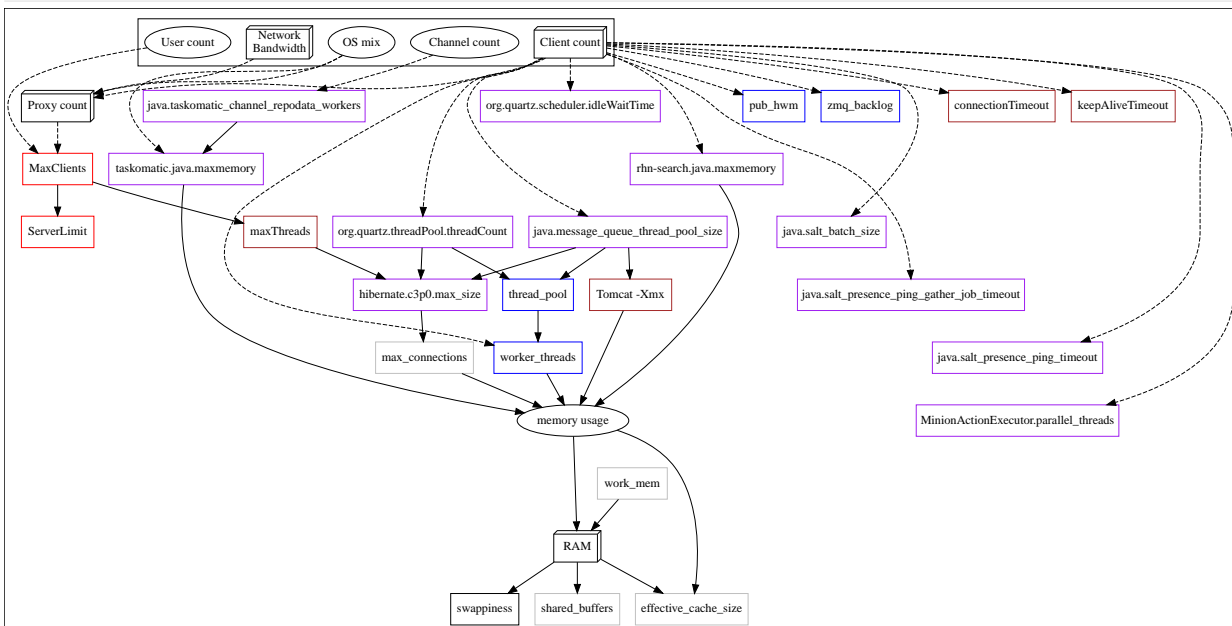 User count
Network
Bandwidth
OS mix
Channel count
Client count
Proxy count
java.taskomatic_channel_repodata_workers
org.quartz.scheduler.idleWaitTime
pub_hwm
zmq_backlog
connectionTimeout
keepAliveTimeout
MaxClients
taskomatic.java.maxmemory
rhn-search.java.maxmemory
ServerLimit
maxThreads
org.quartz.threadPool.threadCount
java.message_queue_thread_pool_size
java.salt_batch_size
hibernate.c3p0.max_size
thread_pool
Tomcat -Xmx
java.salt_presence_ping_gather_job_timeout
max_connections
worker_threads
java.salt_presence_ping_timeout
memory usage
MinionActionExecutor.parallel_threads
work_mem
RAM
swappiness
shared_buffers
effective_cache_size